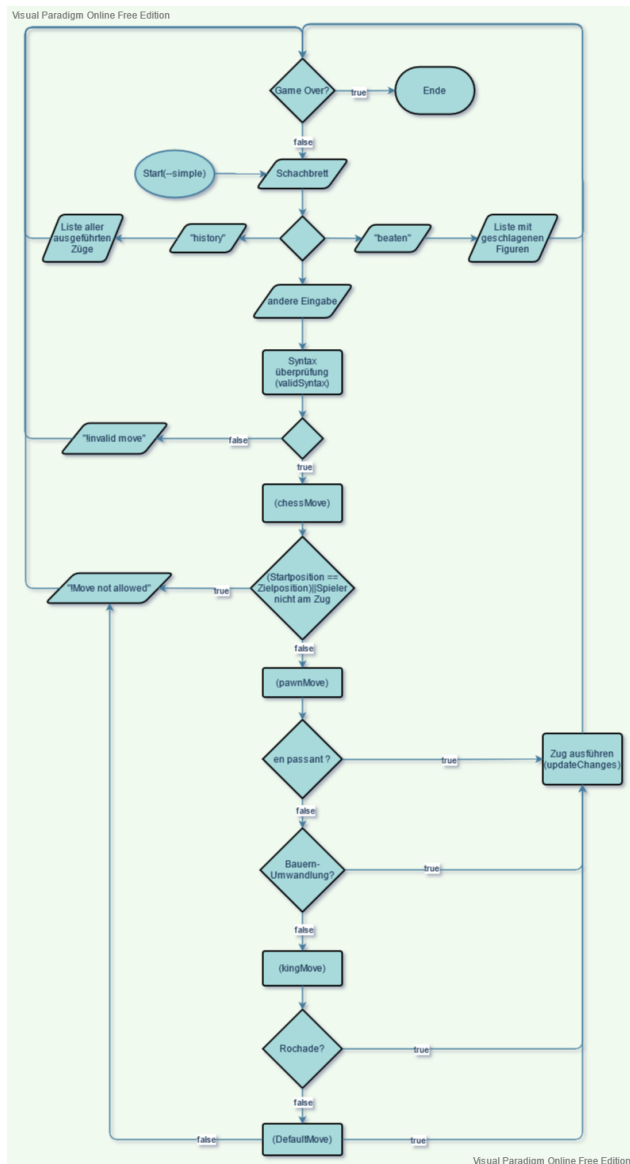 Visual Paradigm Online Free Edition
Game Over?
true
Ende
false
Start(--simple)
Schachbrett
Liste aller
ausgeführten
Züge
"history"
"beaten"
Liste mit
geschlagenen
Figuren
andere Eingabe
Syntax
überprüfung
(validSyntax)
"!invalid move"
false
true
(chessMove)
"!Move not allowed"
true
(Startposition ==
Zielposition)||Spieler
nicht am Zug
false
(pawnMove)
en passant ?
true
Zug ausführen
(updateChanges)
false
Bauern-
Umwandlung?
true
false
(kingMove)
Rochade?
true
false
false
(DefaultMove)
true
Visual Paradigm Online Free Edition